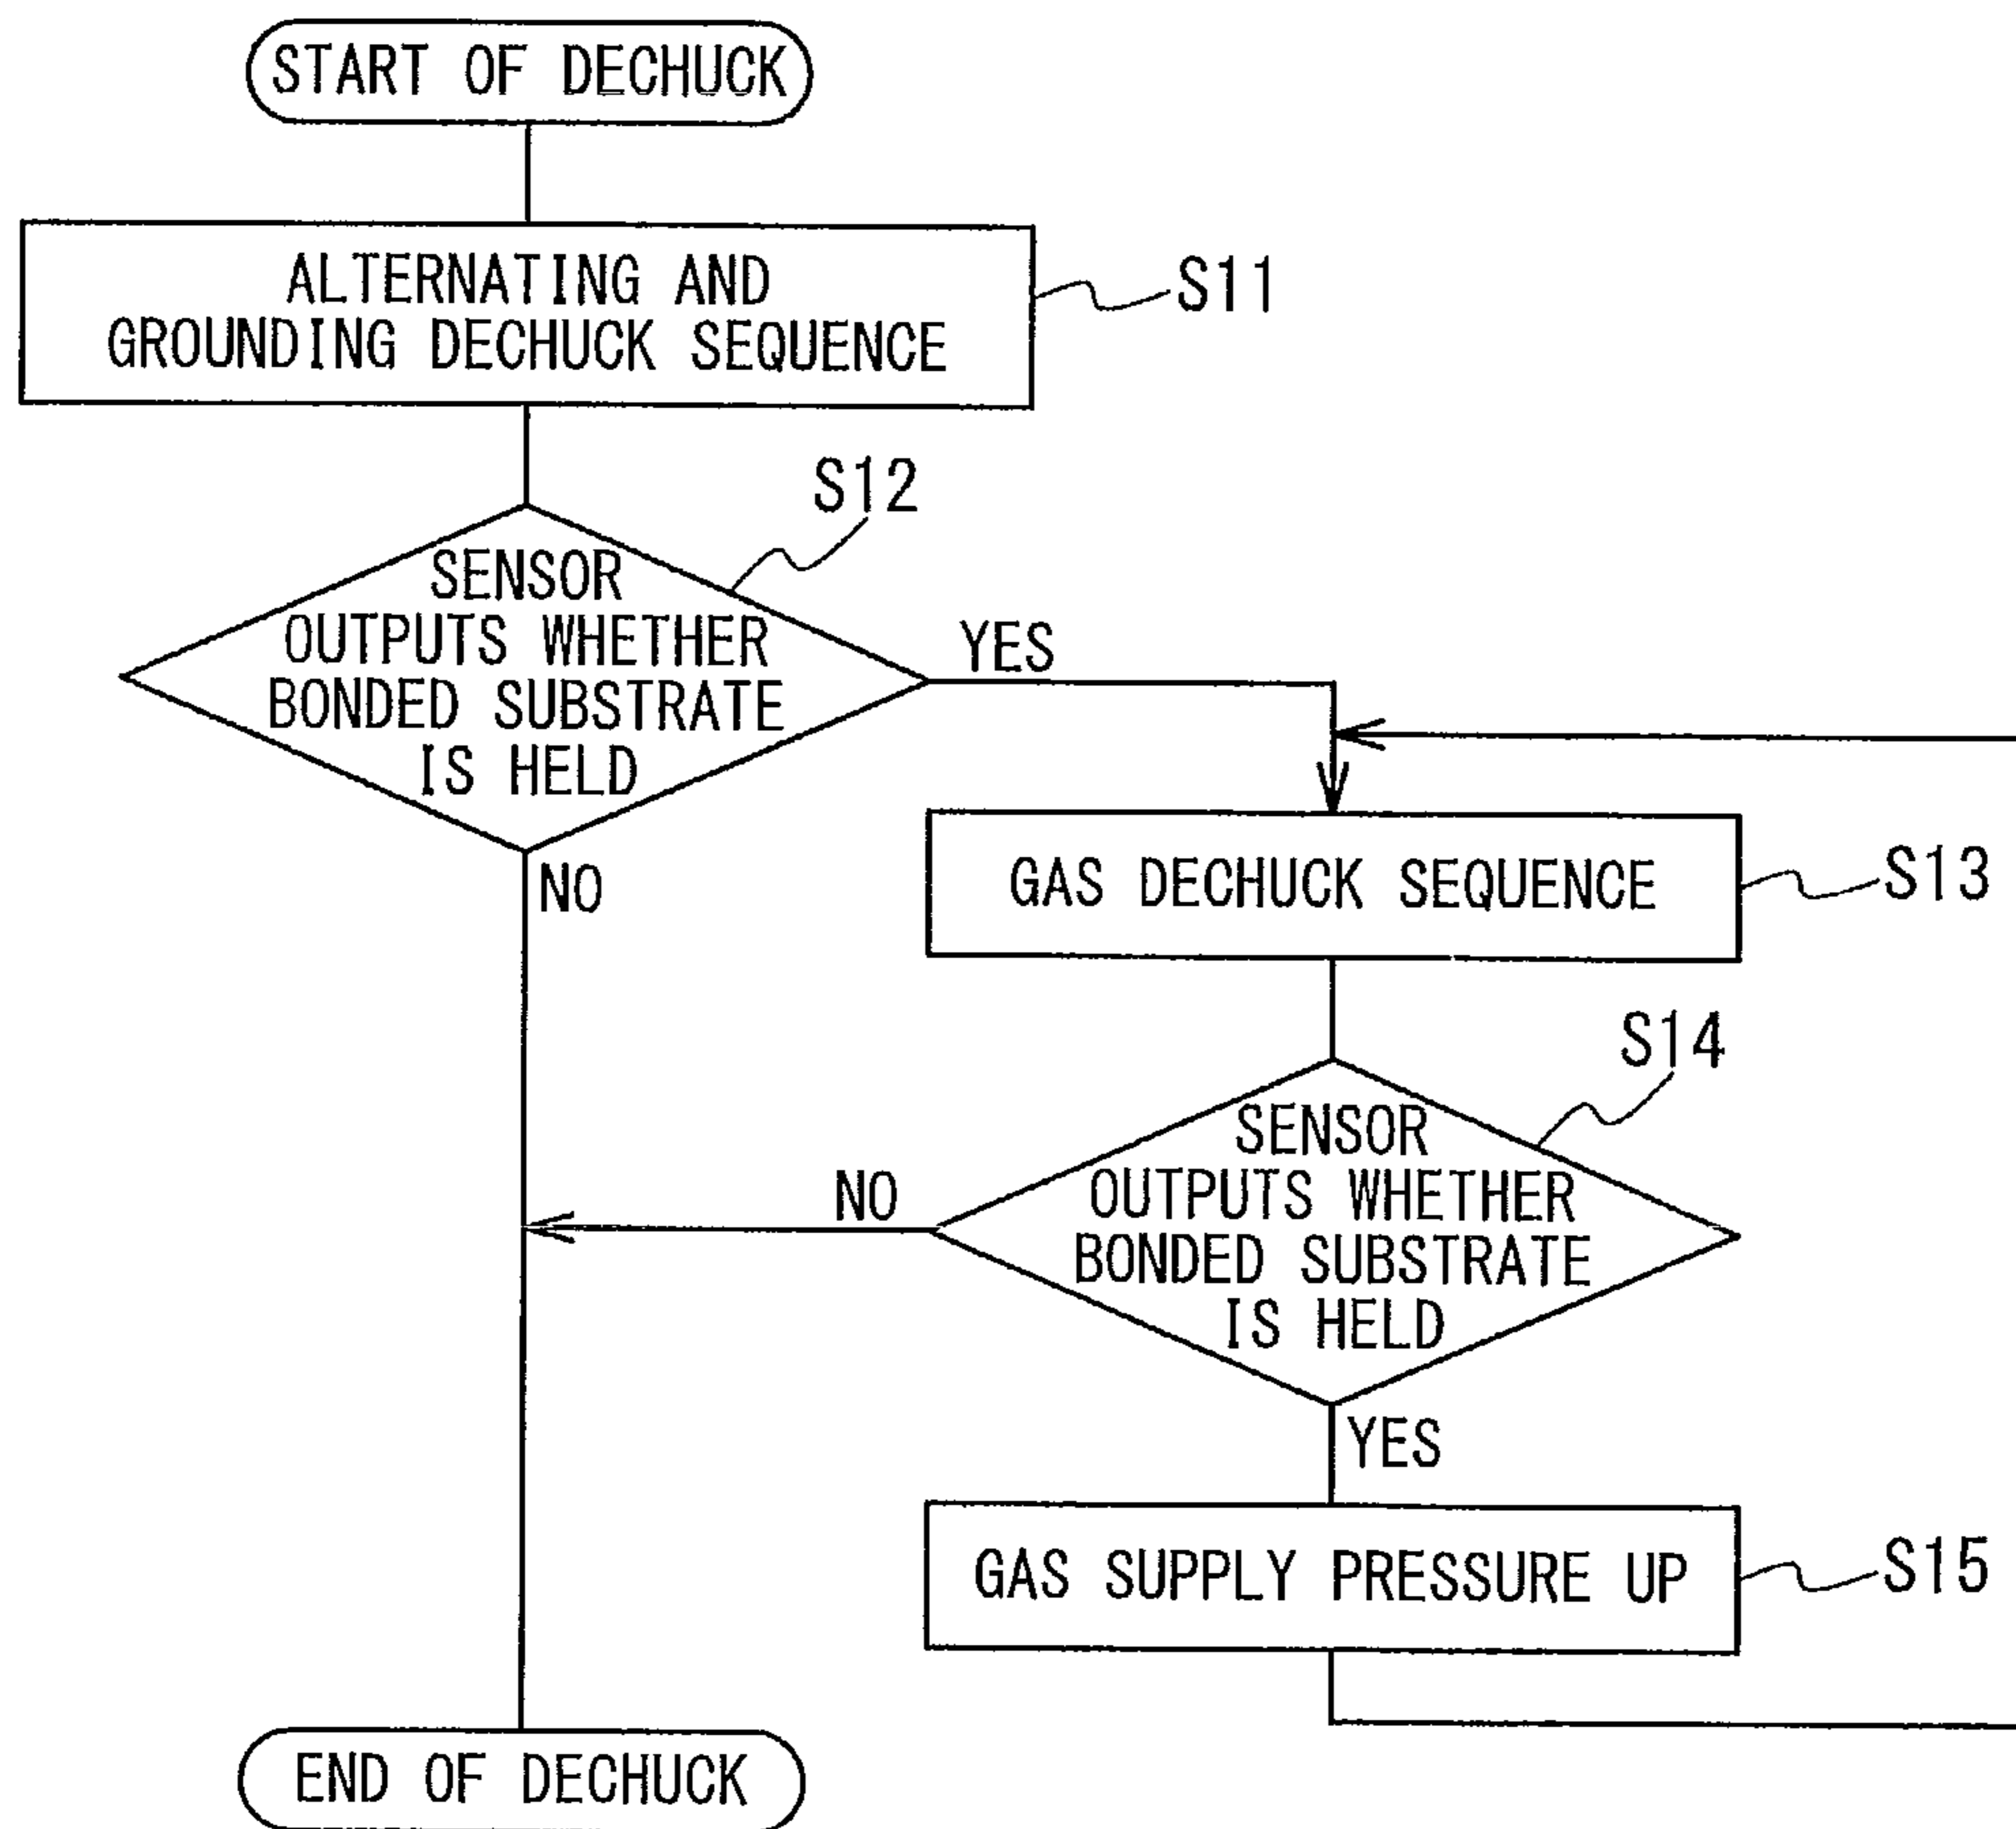 START OF DECHUCK
ALTERNATING AND
GROUNDING DECHUCK SEQUENCE
S11
S12
SENSOR
OUTPUTS WHETHER
BONDED SUBSTRATE
IS HELD
YES
NO
GAS DECHUCK SEQUENCE
S13
S14
SENSOR
OUTPUTS WHETHER
BONDED SUBSTRATE
IS HELD
NO
YES
GAS SUPPLY PRESSURE UP
S15
END OF DECHUCK